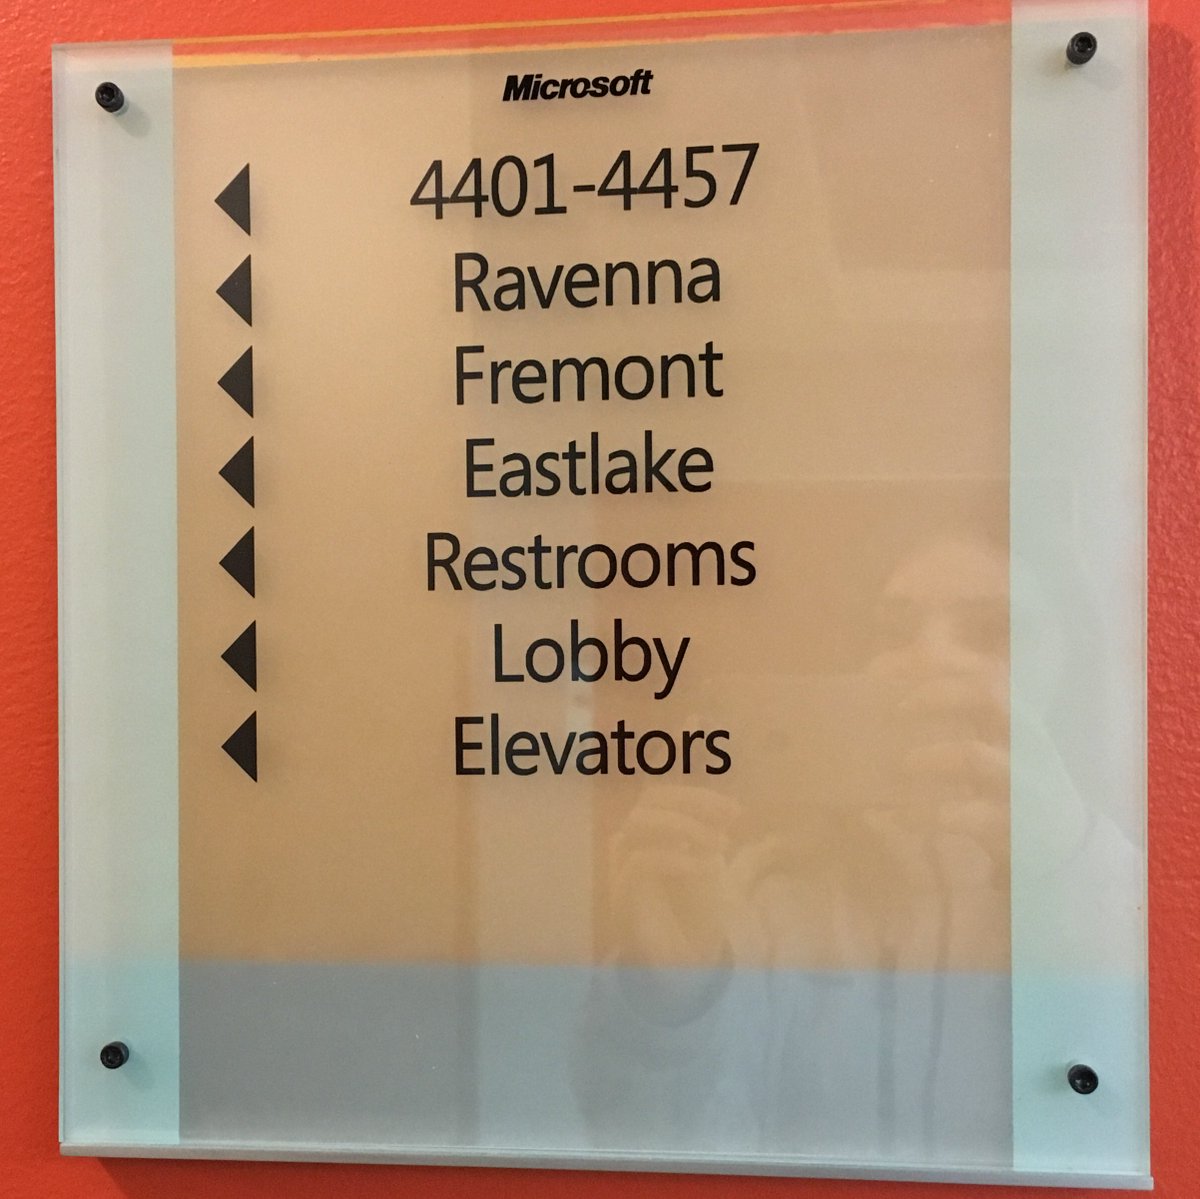 Microsoft
4401-4457
Ravenna
Fremont
Eastlake
Restrooms
Lobby
Elevators